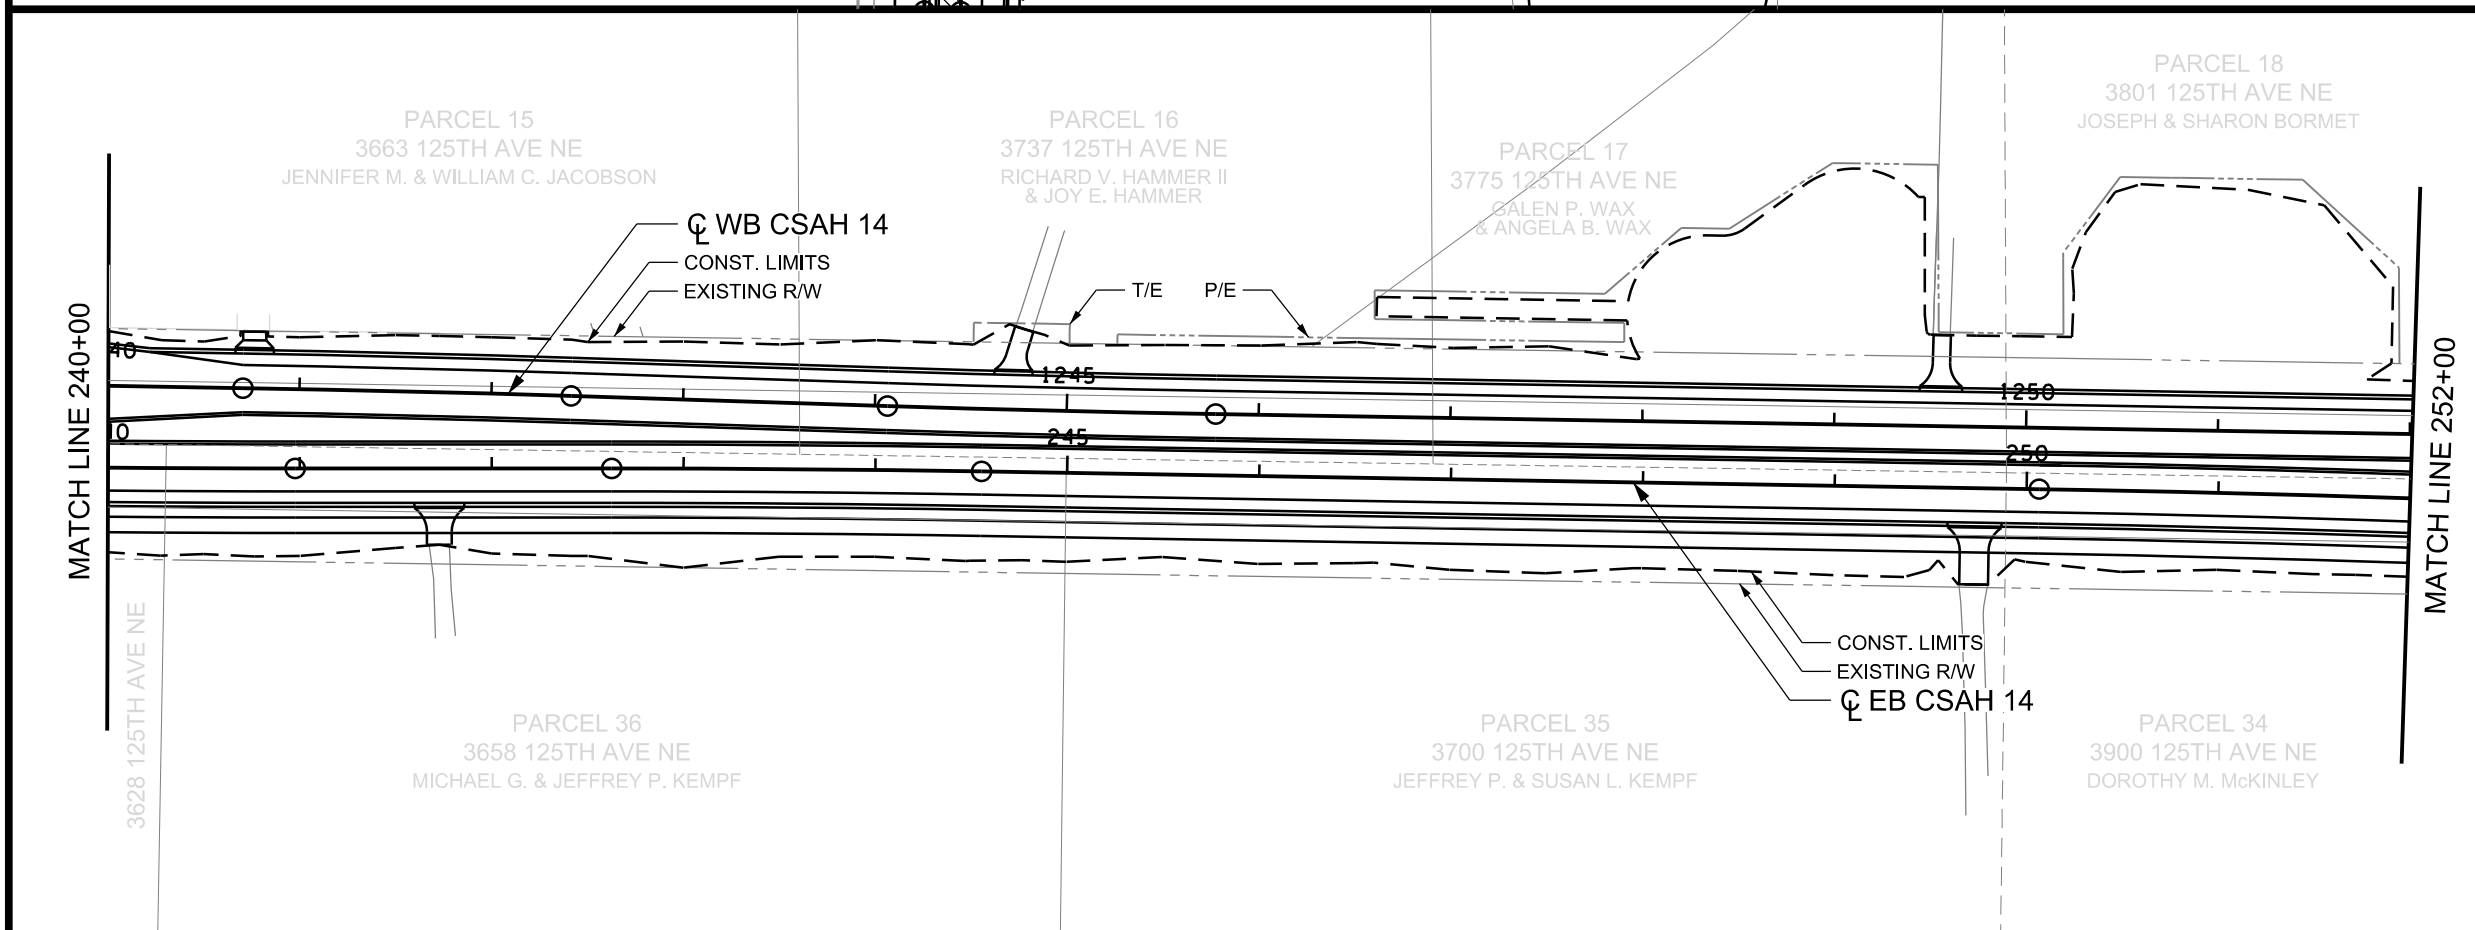 PARCEL 15
3663 125TH AVE NE
JENNIFER M. & WILLIAM C. JACOBSON
PARCEL 16
3737 125TH AVE NE
RICHARD V. HAMMER II
& JOY E. HAMMER
PARCEL 17
3775 125TH AVE NE
GALEN P. WAX
& ANGELA B. WAX
PARCEL 18
3801 125TH AVE NE
JOSEPH & SHARON BORMET
℄ WB CSAH 14
CONST. LIMITS
EXISTING R/W
T/E
P/E
MATCH LINE 240+00
40
1245
1250
10
245
250
MATCH LINE 252+00
CONST. LIMITS
EXISTING R/W
℄ EB CSAH 14
3628 125TH AVE NE
PARCEL 36
3658 125TH AVE NE
MICHAEL G. & JEFFREY P. KEMPF
PARCEL 35
3700 125TH AVE NE
JEFFREY P. & SUSAN L. KEMPF
PARCEL 34
3900 125TH AVE NE
DOROTHY M. McKINLEY